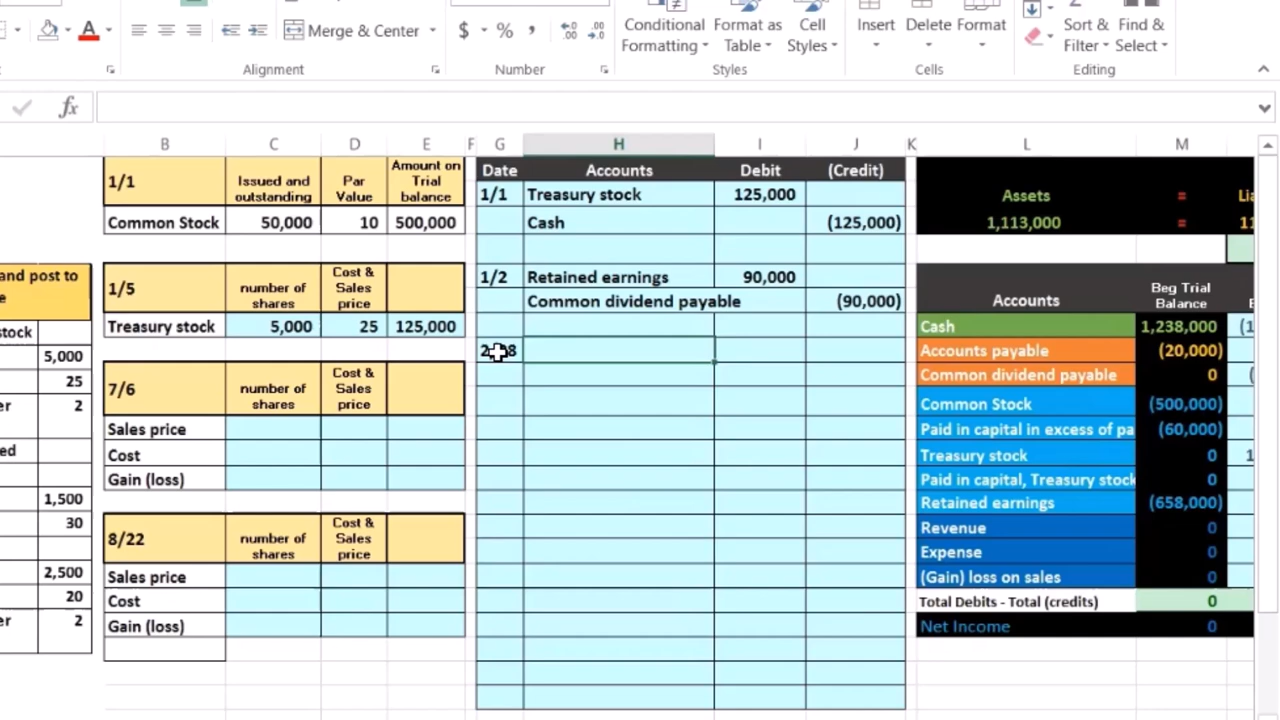 Merge & Center
$ % ,
Conditional Formatting
Format as Table
Cell Styles
Insert
Delete
Format
Sort & Filter
Find & Select
Alignment
Number
Styles
Cells
Editing
fx
B C D E F G H I J K L M
and post to
stock
5,000
25
er 2
ed
1,500
30
2,500
20
er 2
1/1 Issued and outstanding Par Value Amount on Trial balance
Common Stock 50,000 10 500,000
1/5 number of shares Cost & Sales price
Treasury stock 5,000 25 125,000
7/6 number of shares Cost & Sales price
Sales price
Cost
Gain (loss)
8/22 number of shares Cost & Sales price
Sales price
Cost
Gain (loss)
Date Accounts Debit (Credit)
1/1 Treasury stock 125,000
Cash (125,000)
1/2 Retained earnings 90,000
Common dividend payable (90,000)
Assets =
1,113,000 =
Accounts Beg Trial Balance
Cash 1,238,000
Accounts payable (20,000)
Common dividend payable 0
Common Stock (500,000)
Paid in capital in excess of pa (60,000)
Treasury stock 0
Paid in capital, Treasury stock 0
Retained earnings (658,000)
Revenue 0
Expense 0
(Gain) loss on sales 0
Total Debits - Total (credits) 0
Net Income 0